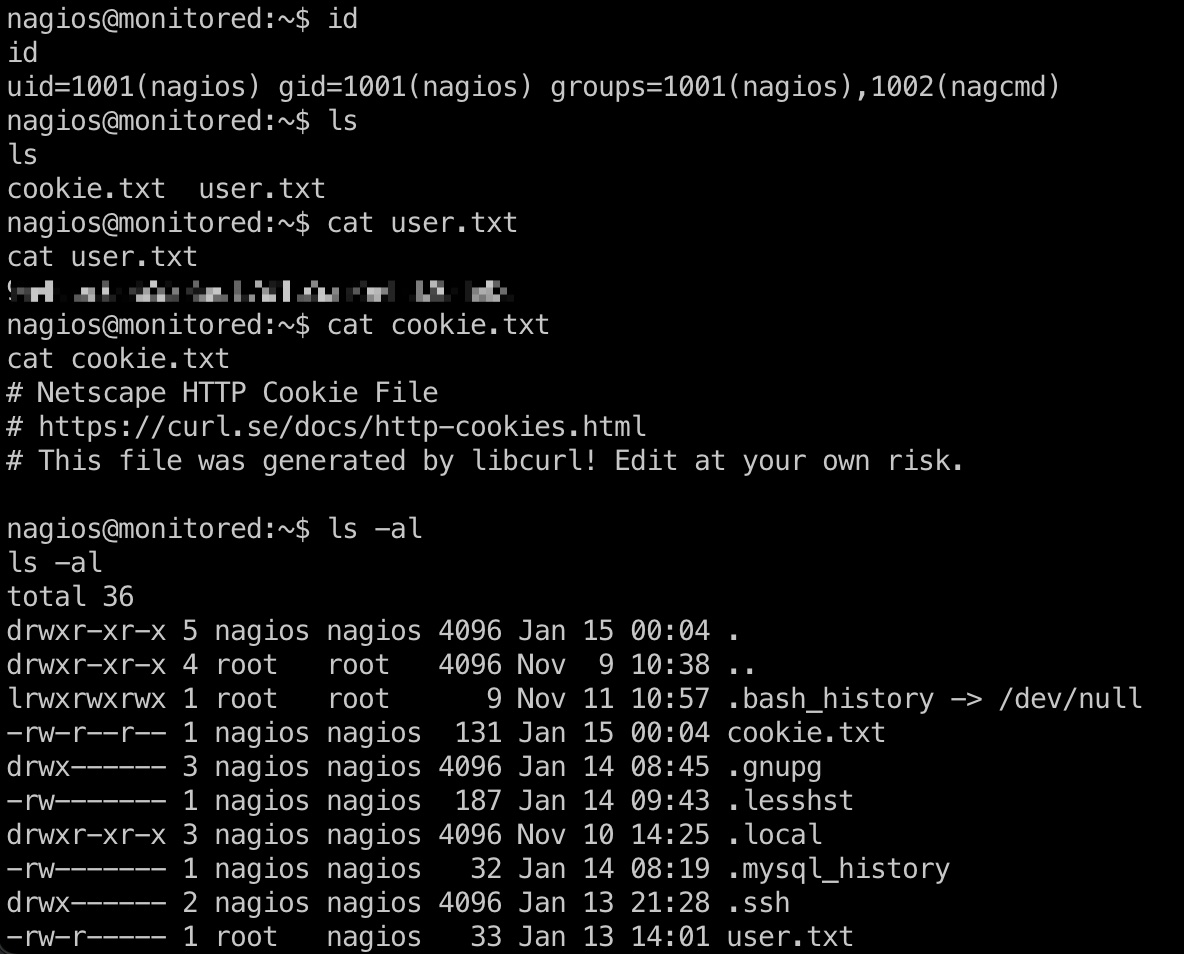 nagios@monitored:~$ id
id
uid=1001(nagios) gid=1001(nagios) groups=1001(nagios),1002(nagcmd)
nagios@monitored:~$ ls
ls
cookie.txt  user.txt
nagios@monitored:~$ cat user.txt
cat user.txt
nagios@monitored:~$ cat cookie.txt
cat cookie.txt
# Netscape HTTP Cookie File
# https://curl.se/docs/http-cookies.html
# This file was generated by libcurl! Edit at your own risk.
nagios@monitored:~$ ls -al
ls -al
total 36
drwxr-xr-x 5 nagios nagios 4096 Jan 15 00:04 .
drwxr-xr-x 4 root   root   4096 Nov  9 10:38 ..
lrwxrwxrwx 1 root   root      9 Nov 11 10:57 .bash_history -> /dev/null
-rw-r--r-- 1 nagios nagios  131 Jan 15 00:04 cookie.txt
drwx------ 3 nagios nagios 4096 Jan 14 08:45 .gnupg
-rw------- 1 nagios nagios  187 Jan 14 09:43 .lesshst
drwxr-xr-x 3 nagios nagios 4096 Nov 10 14:25 .local
-rw------- 1 nagios nagios   32 Jan 14 08:19 .mysql_history
drwx------ 2 nagios nagios 4096 Jan 13 21:28 .ssh
-rw-r----- 1 root   nagios   33 Jan 13 14:01 user.txt